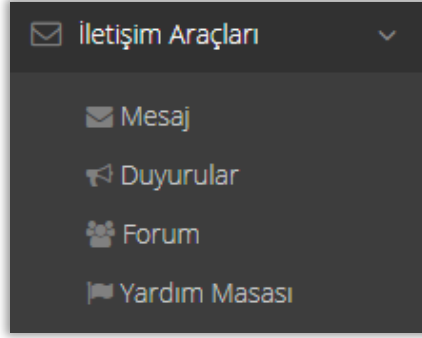 İletişim Araçları
Mesaj
Duyurular
Forum
Yardım Masası